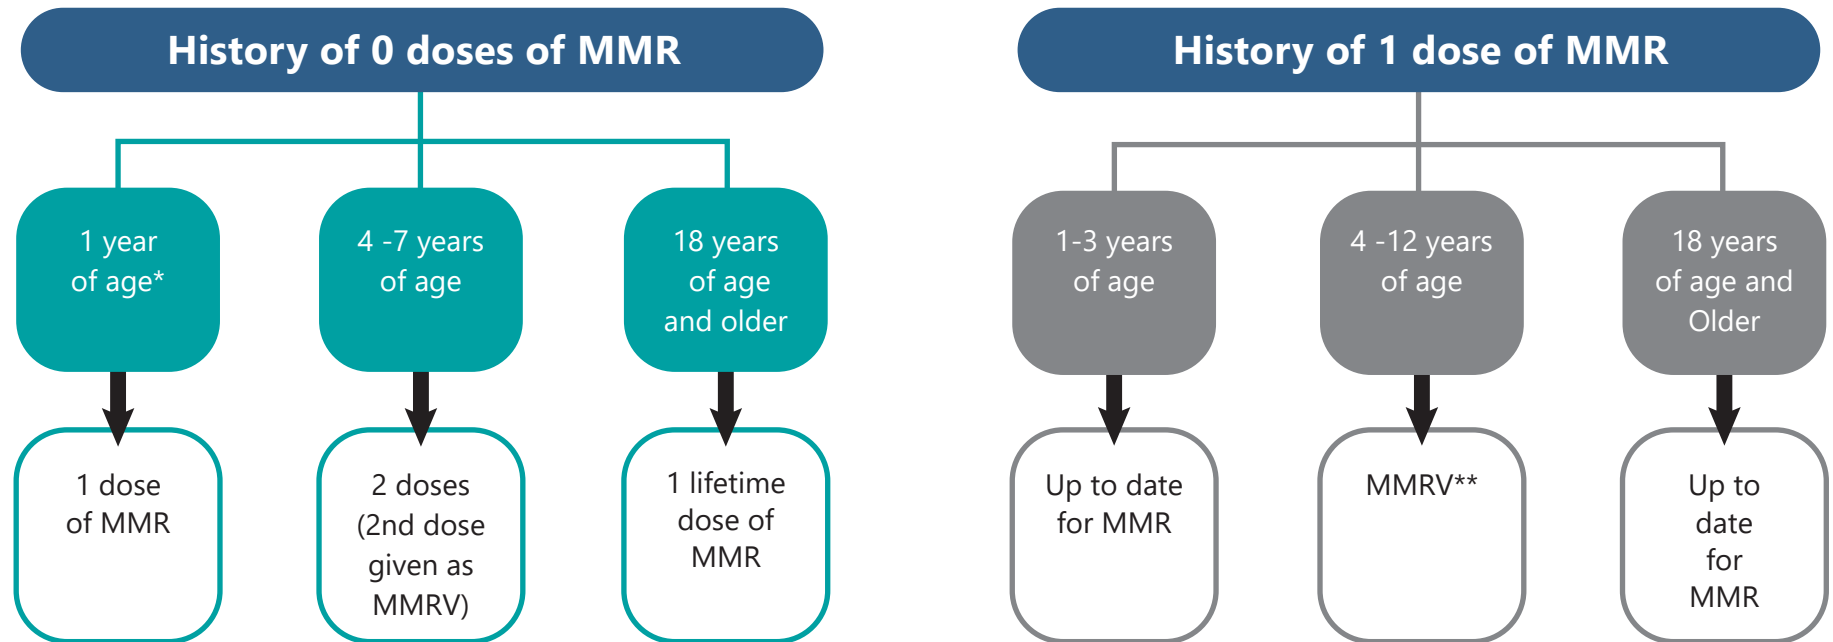 History of 0 doses of MMR
1 year
of age*
4 -7 years
of age
18 years
of age
and older
1 dose
of MMR
2 doses
(2nd dose
given as
MMRV)
1 lifetime
dose of
MMR
History of 1 dose of MMR
1-3 years
of age
4 -12 years
of age
18 years
of age and
Older
Up to date
for MMR
MMRV**
Up to
date
for
MMR